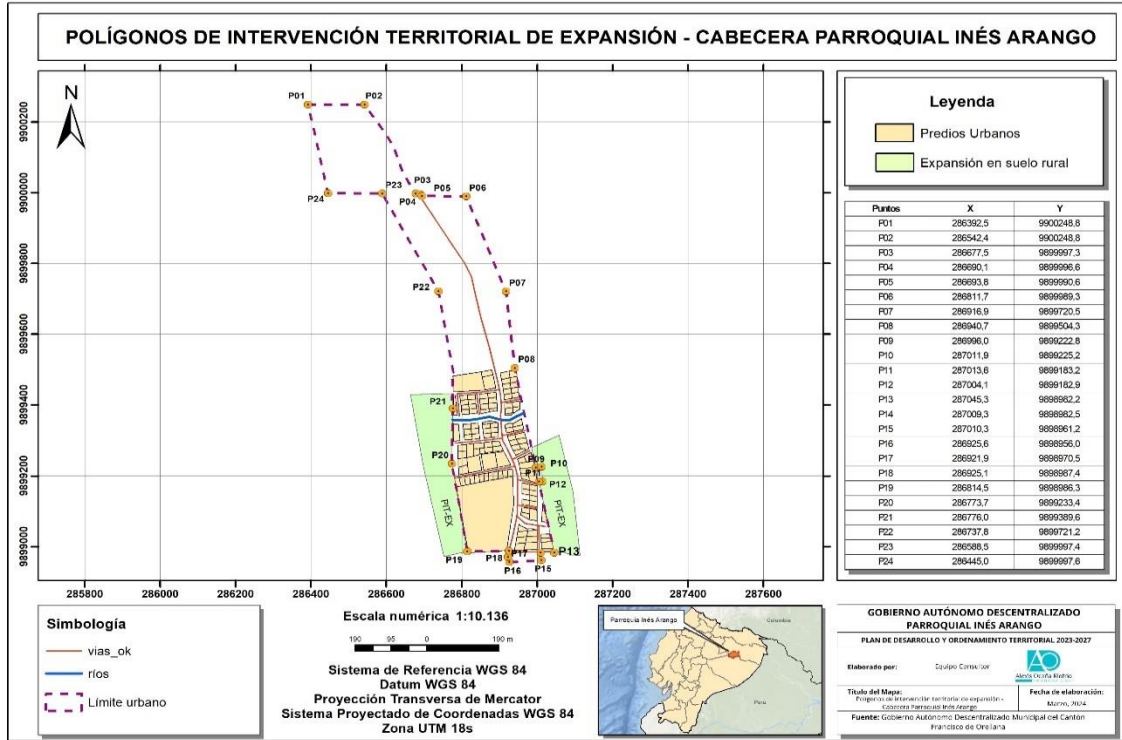 POLÍGONOS DE INTERVENCIÓN TERRITORIAL DE EXPANSIÓN - CABECERA PARROQUIAL INÉS ARANGO
N
P01
P02
P03
P04
P05
P06
P23
P24
P22
P07
P08
P21
P20
P09
P10
P11
P12
PIT-EX
PIT-EX
P19
P18
P17
P13
P16
P15
9900200
9900000
9899800
9899600
9899400
9899200
9899000
285800
286000
286200
286400
286600
286800
287000
287200
287400
287600
Leyenda
Predios Urbanos
Expansión en suelo rural
Puntos X Y
P01 286392,5 9900248,8
P02 286542,4 9900248,8
P03 286677,5 9899997,3
P04 286690,1 9899996,6
P05 286693,8 9899990,6
P06 286811,7 9899989,3
P07 286916,9 9899720,5
P08 286940,7 9899504,3
P09 286996,0 9899222,8
P10 287011,9 9899225,2
P11 287013,6 9899183,2
P12 287004,1 9899182,9
P13 287045,3 9898982,2
P14 287009,3 9898982,5
P15 287010,3 9898961,2
P16 286925,6 9898956,0
P17 286921,9 9898970,5
P18 286925,1 9898987,4
P19 286814,5 9898986,3
P20 286773,7 9899233,4
P21 286776,0 9899389,6
P22 286737,8 9899721,2
P23 286588,5 9899997,4
P24 286445,0 9899997,6
Simbología
vias_ok
ríos
Límite urbano
Escala numérica 1:10.136
190 95 0 190 m
Sistema de Referencia WGS 84
Datum WGS 84
Proyección Transversa de Mercator
Sistema Proyectado de Coordenadas WGS 84
Zona UTM 18s
Parroquia Inés Arango
Colombia
Perú
GOBIERNO AUTÓNOMO DESCENTRALIZADO
PARROQUIAL INÉS ARANGO
PLAN DE DESARROLLO Y ORDENAMIENTO TERRITORIAL 2023-2027
Elaborado por: Equipo Consultor
AO
Título del Mapa:
Polígonos de intervención territorial de expansión -
Cabecera Parroquial Inés Arango
Fecha de elaboración:
Marzo, 2024
Fuente: Gobierno Autónomo Descentralizado Municipal del Cantón
Francisco de Orellana